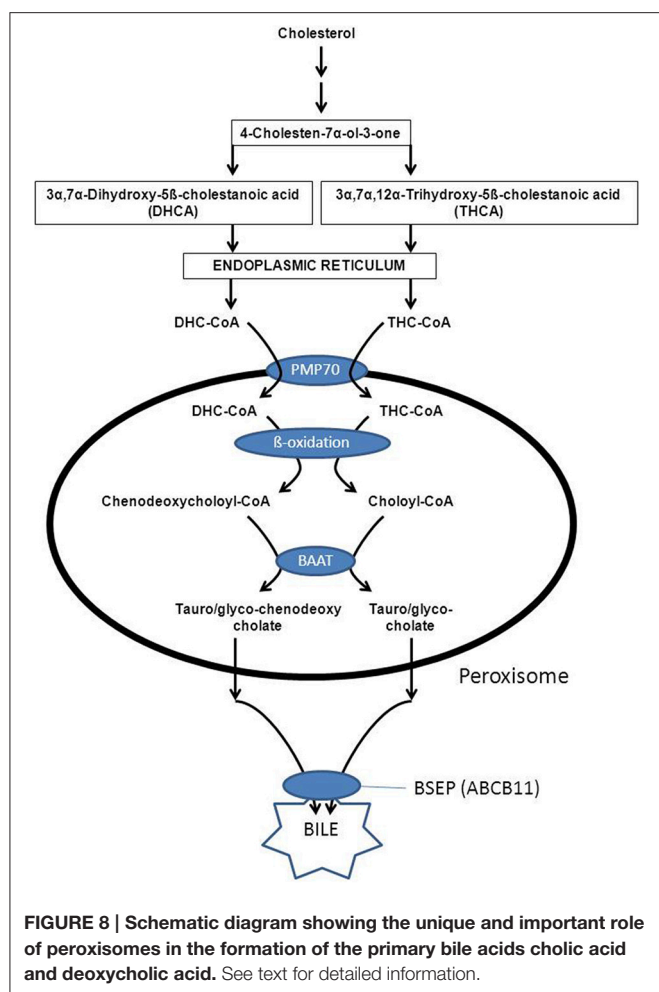 Cholesterol
4-Cholesten-7α-ol-3-one
3α,7α-Dihydroxy-5ß-cholestanoic acid
(DHCA)
3α,7α,12α-Trihydroxy-5ß-cholestanoic acid
(THCA)
ENDOPLASMIC RETICULUM
DHC-CoA
THC-CoA
PMP70
DHC-CoA
THC-CoA
ß-oxidation
Chenodeoxycholoyl-CoA
Choloyl-CoA
BAAT
Tauro/glyco-chenodeoxy
cholate
Tauro/glyco-
cholate
Peroxisome
BSEP (ABCB11)
BILE
FIGURE 8 | Schematic diagram showing the unique and important role
of peroxisomes in the formation of the primary bile acids cholic acid
and deoxycholic acid. See text for detailed information.